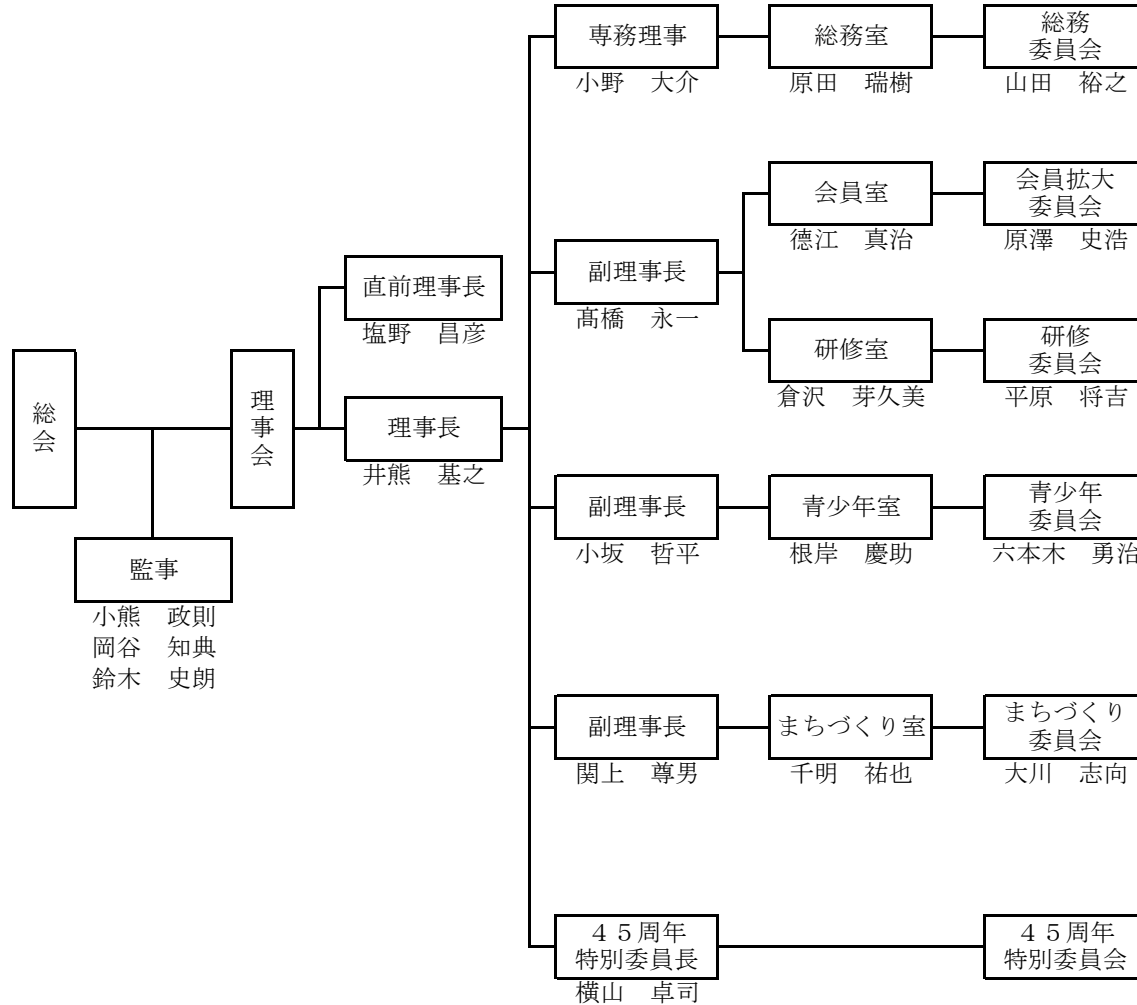 専務理事
小野　大介
総務室
原田　瑞樹
総務
委員会
山田　裕之
会員室
德江　真治
会員拡大
委員会
原澤　史浩
副理事長
髙橋　永一
研修室
倉沢　芽久美
研修
委員会
平原　将吉
直前理事長
塩野　昌彦
総会
理事会
理事長
井熊　基之
監事
小熊　政則
岡谷　知典
鈴木　史朗
副理事長
小坂　哲平
青少年室
根岸　慶助
青少年
委員会
六本木　勇治
副理事長
関上　尊男
まちづくり室
千明　祐也
まちづくり
委員会
大川　志向
４５周年
特別委員長
横山　卓司
４５周年
特別委員会